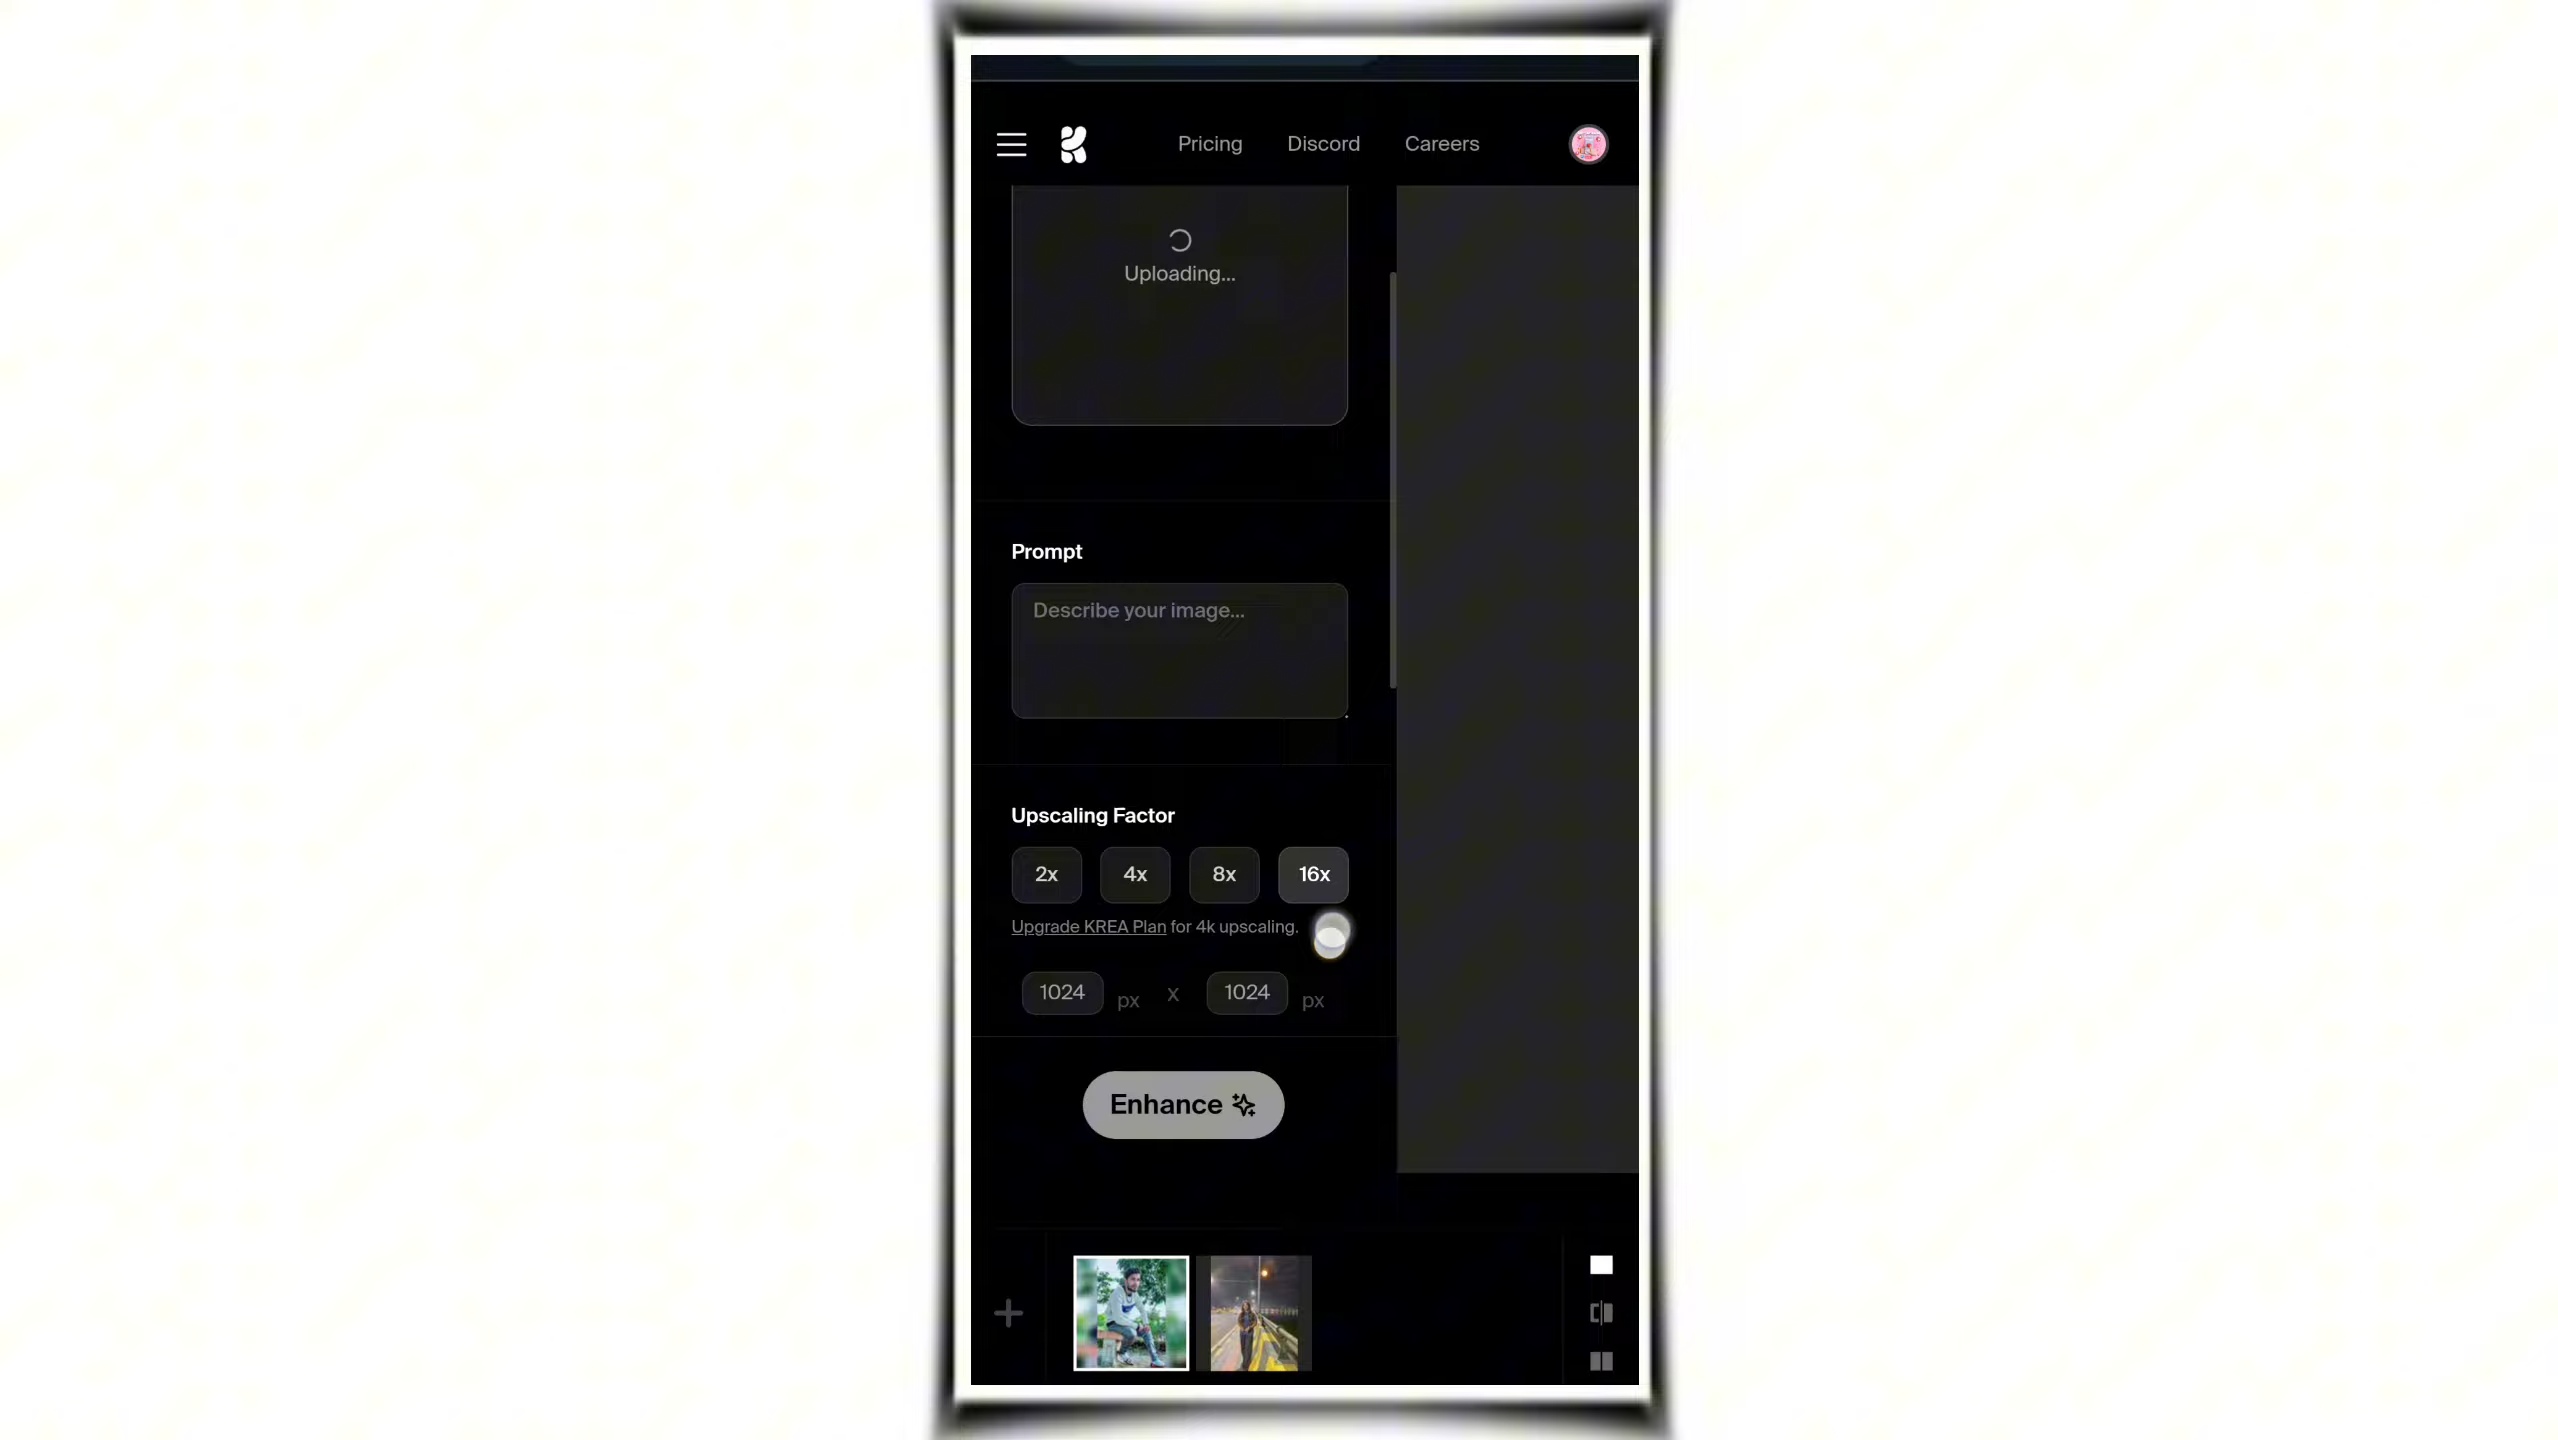 Pricing Discord Careers
Uploading...
Prompt
Describe your image...
Upscaling Factor
2x 4x 8x 16x
Upgrade KREA Plan for 4k upscaling.
1024 px x 1024 px
Enhance